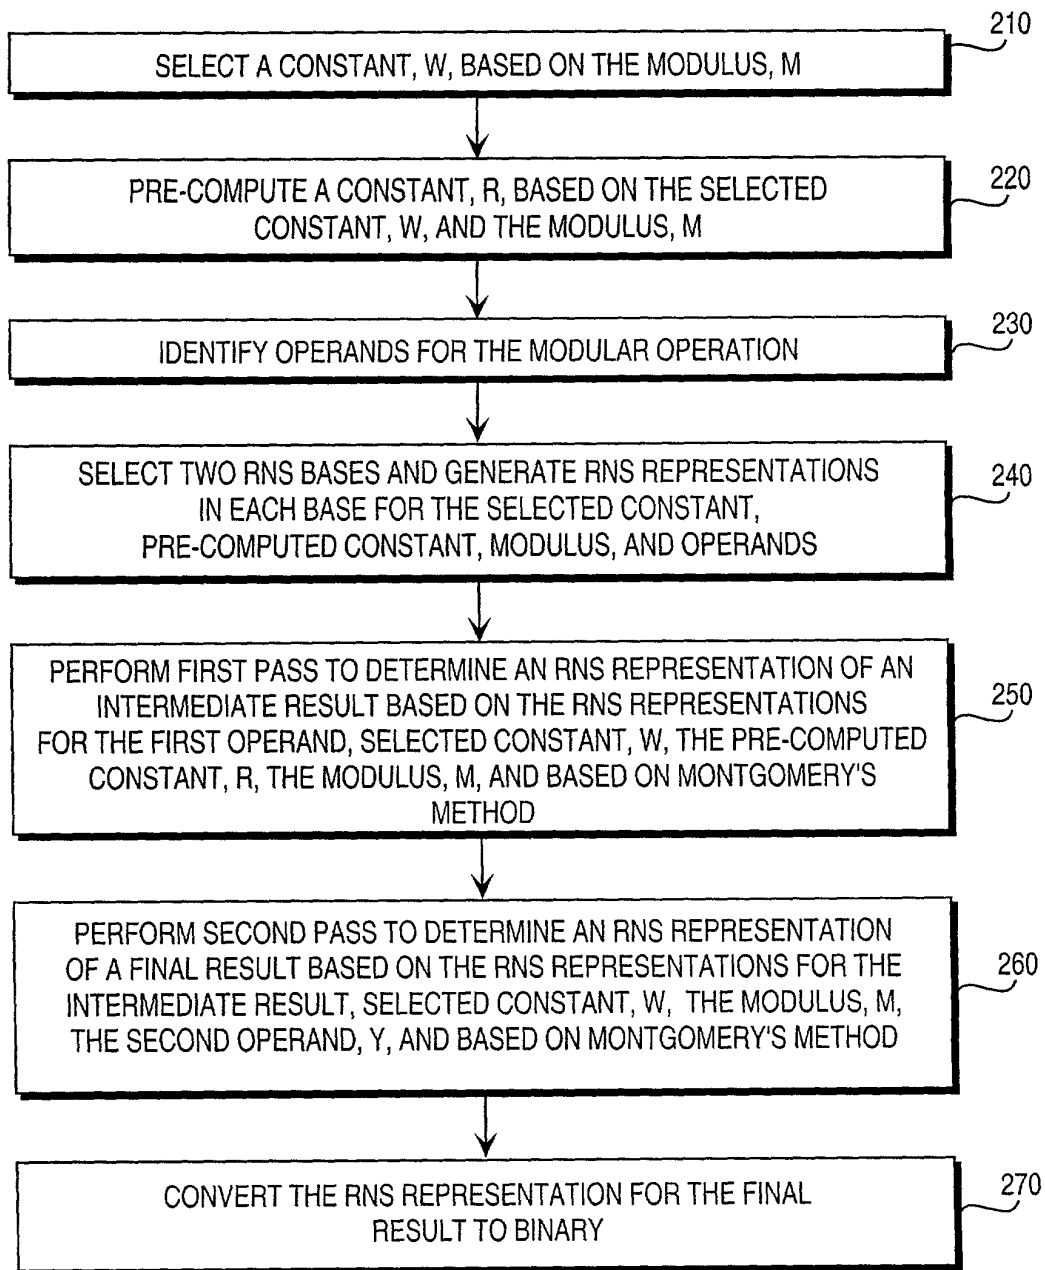 210
SELECT A CONSTANT, W, BASED ON THE MODULUS, M
220
PRE-COMPUTE A CONSTANT, R, BASED ON THE SELECTED
CONSTANT, W, AND THE MODULUS, M
230
IDENTIFY OPERANDS FOR THE MODULAR OPERATION
240
SELECT TWO RNS BASES AND GENERATE RNS REPRESENTATIONS
IN EACH BASE FOR THE SELECTED CONSTANT,
PRE-COMPUTED CONSTANT, MODULUS, AND OPERANDS
250
PERFORM FIRST PASS TO DETERMINE AN RNS REPRESENTATION OF AN
INTERMEDIATE RESULT BASED ON THE RNS REPRESENTATIONS
FOR THE FIRST OPERAND, SELECTED CONSTANT, W, THE PRE-COMPUTED
CONSTANT, R, THE MODULUS, M, AND BASED ON MONTGOMERY'S
METHOD
260
PERFORM SECOND PASS TO DETERMINE AN RNS REPRESENTATION
OF A FINAL RESULT BASED ON THE RNS REPRESENTATIONS FOR THE
INTERMEDIATE RESULT, SELECTED CONSTANT, W, THE MODULUS, M,
THE SECOND OPERAND, Y, AND BASED ON MONTGOMERY'S METHOD
270
CONVERT THE RNS REPRESENTATION FOR THE FINAL
RESULT TO BINARY